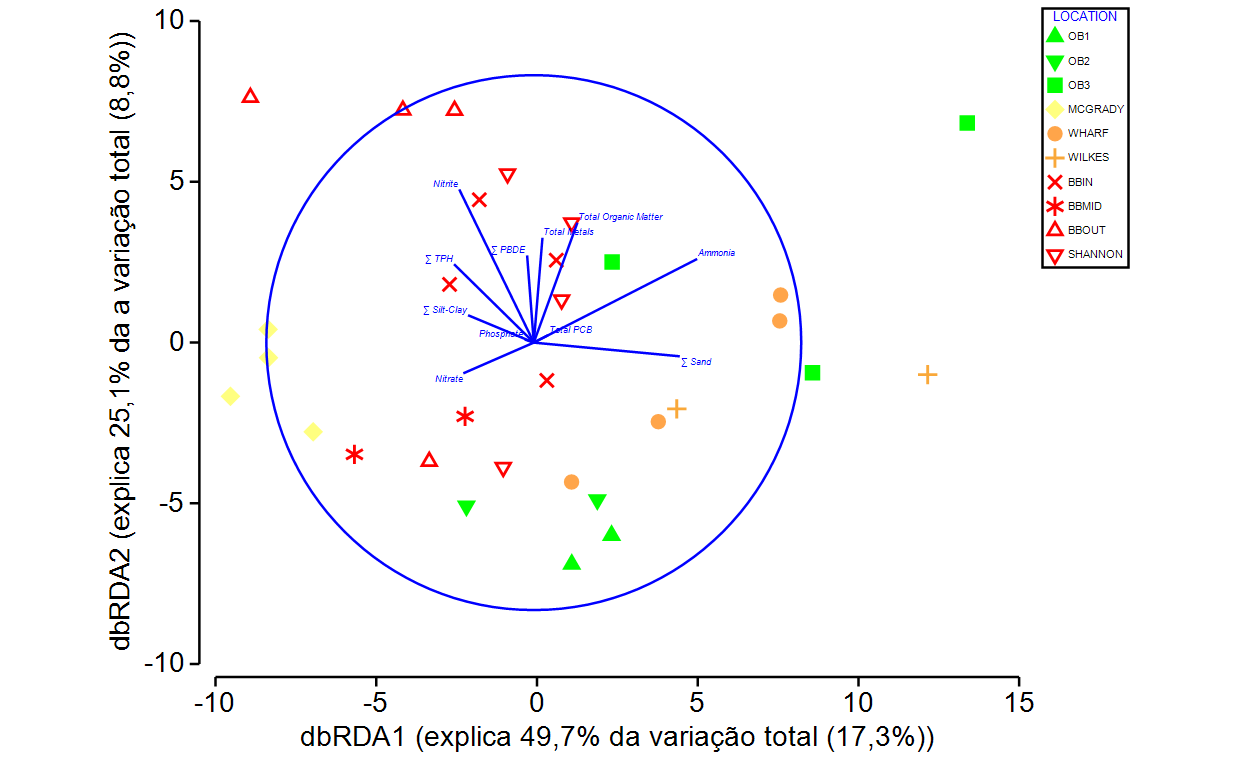 10
5
0
-5
-10
dbRDA2 (explica 25,1% da a variação total (8,8%))
Nitrite
Total Organic Matter
Total Metals
∑ PBDE
Ammonia
∑ TPH
∑ Silt-Clay
Phosphate
Total PCB
∑ Sand
Nitrate
-10
-5
0
5
10
15
dbRDA1 (explica 49,7% da variação total (17,3%))
LOCATION
OB1
OB2
OB3
MCGRADY
WHARF
WILKES
BBIN
BBMID
BBOUT
SHANNON